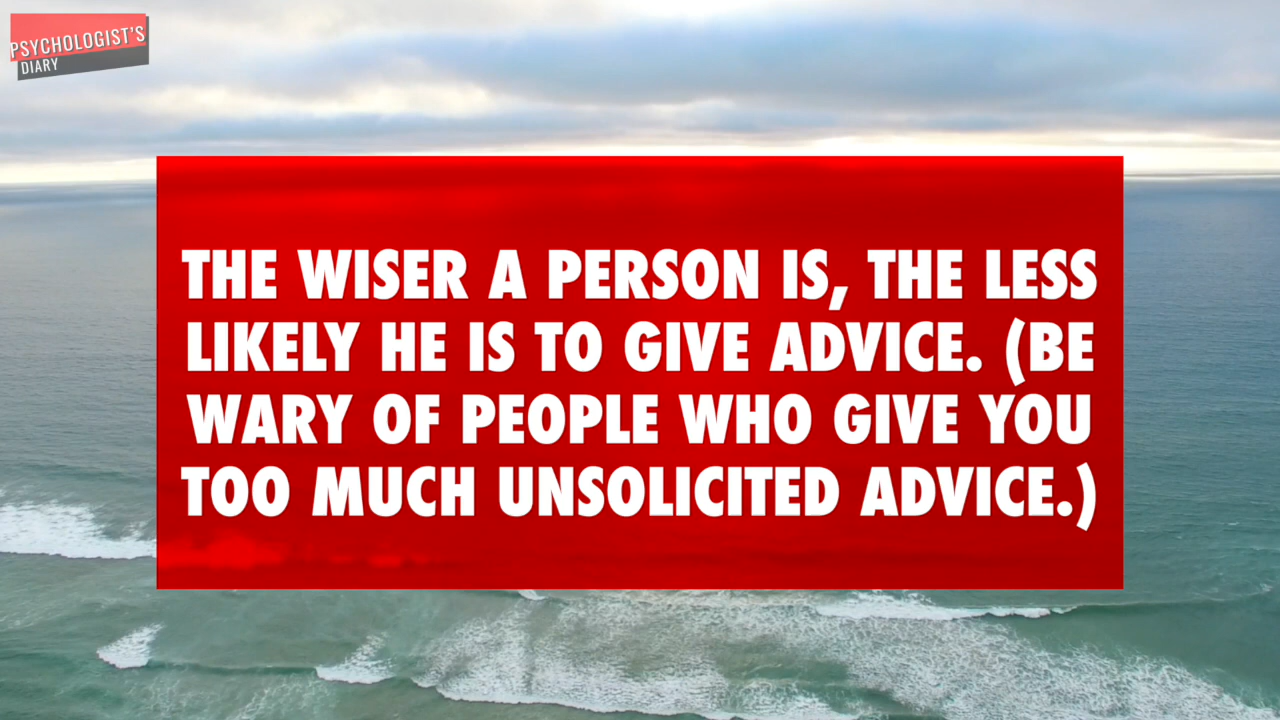 PSYCHOLOGIST'S
DIARY
THE WISER A PERSON IS, THE LESS
LIKELY HE IS TO GIVE ADVICE. (BE
WARY OF PEOPLE WHO GIVE YOU
TOO MUCH UNSOLICITED ADVICE.)